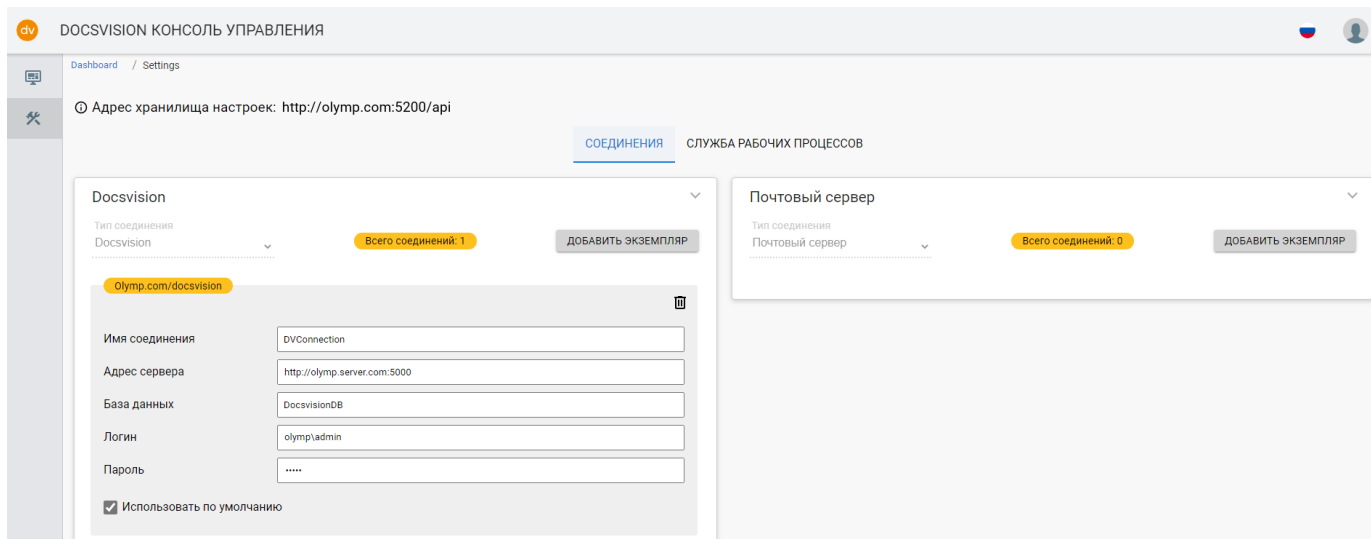 dv DOCSVISION КОНСОЛЬ УПРАВЛЕНИЯ
Dashboard / Settings
Адрес хранилища настроек: http://olymp.com:5200/api
СОЕДИНЕНИЯ СЛУЖБА РАБОЧИХ ПРОЦЕССОВ
Docsvision
Тип соединения
Docsvision
Всего соединений: 1
ДОБАВИТЬ ЭКЗЕМПЛЯР
Olymp.com/docsvision
Имя соединения DVConnection
Адрес сервера http://olymp.server.com:5000
База данных DocsvisionDB
Логин olymp\admin
Пароль •••••
Использовать по умолчанию
Почтовый сервер
Тип соединения
Почтовый сервер
Всего соединений: 0
ДОБАВИТЬ ЭКЗЕМПЛЯР